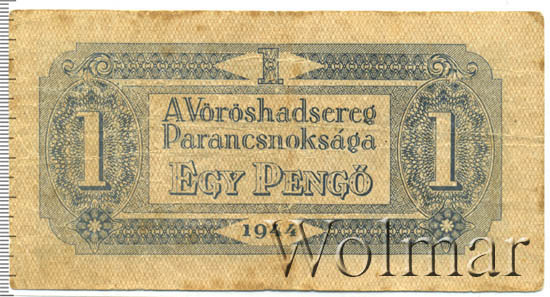 1
A Vöröshadsereg
Parancsnoksága
EGY PENGŐ
1 1
1944
Wolmar